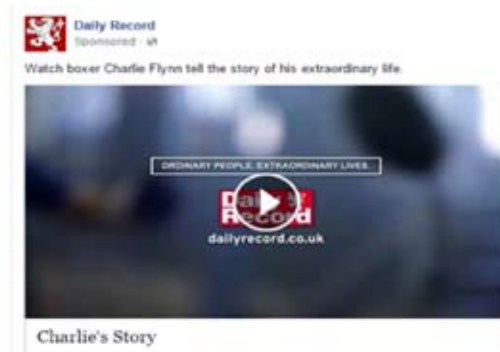 Daily Record
Sponsored
Watch boxer Charlie Flynn tell the story of his extraordinary life.
ORDINARY PEOPLE. EXTRAORDINARY LIVES.
Daily
Record
dailyrecord.co.uk
Charlie's Story